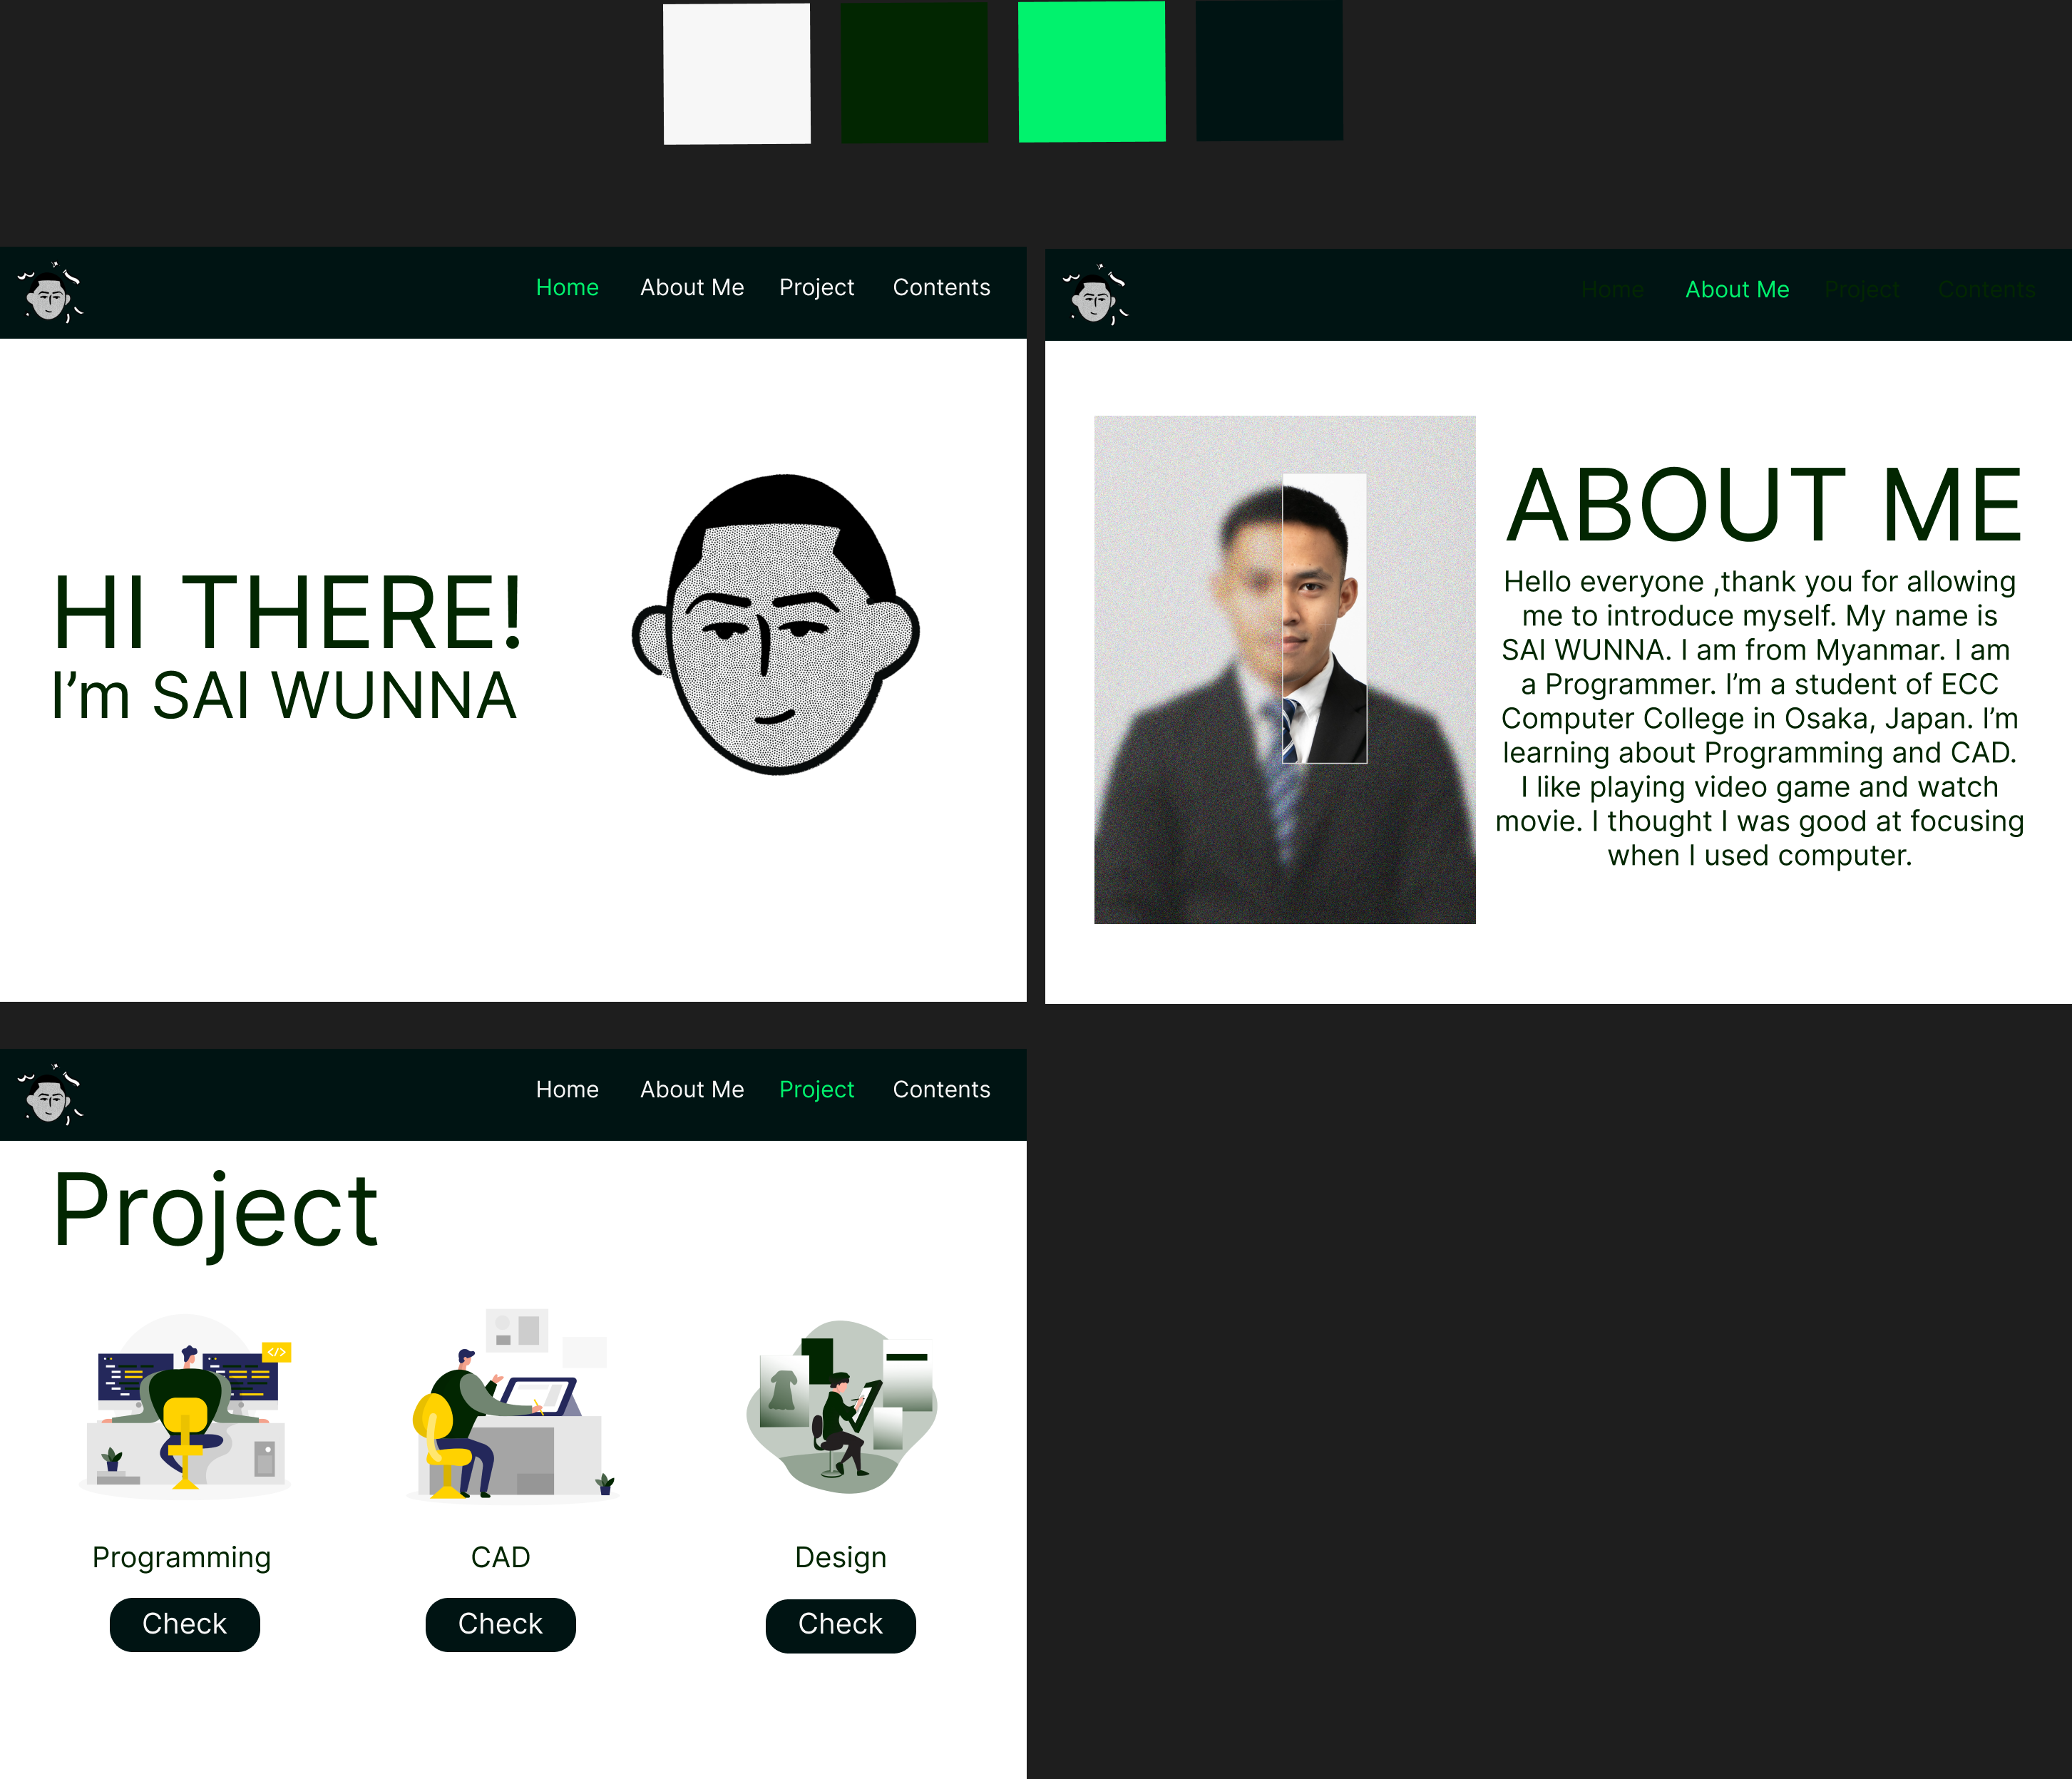 Home About Me Project Contents
HI THERE!
I’m SAI WUNNA
Home About Me Project Contents
ABOUT ME
Hello everyone ,thank you for allowing
me to introduce myself. My name is
SAI WUNNA. I am from Myanmar. I am
a Programmer. I’m a student of ECC
Computer College in Osaka, Japan. I’m
learning about Programming and CAD.
I like playing video game and watch
movie. I thought I was good at focusing
when I used computer.
Home About Me Project Contents
Project
</>
Programming CAD Design
Check Check Check